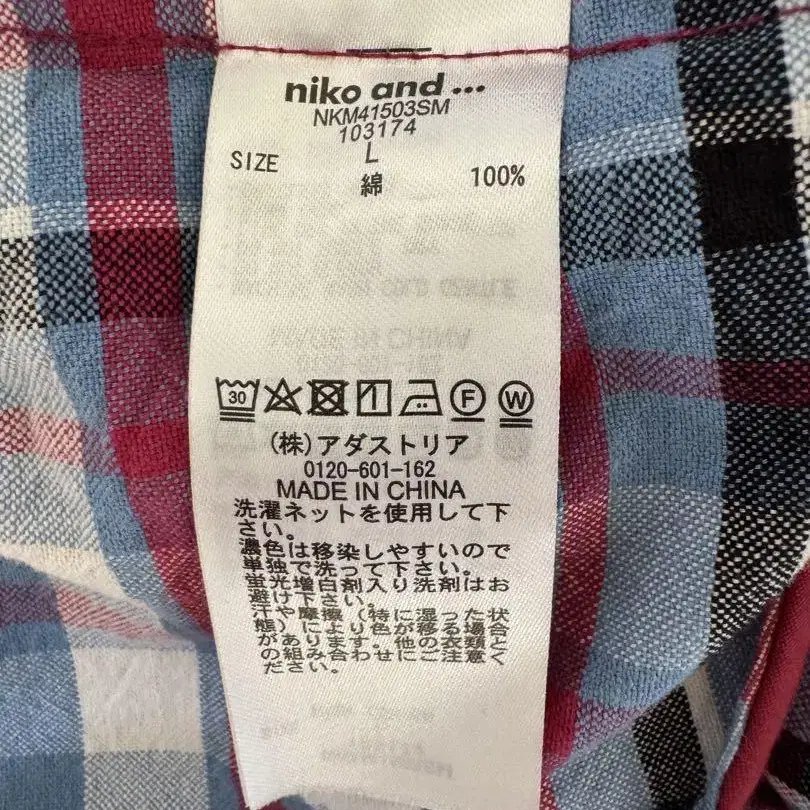 niko and ...
NKM41503SM
103174
SIZE L
綿 100%
30
F
W
(株)アダストリア
0120-601-162
MADE IN CHINA
洗濯ネットを使用して下
さい。
濃色は移染しやすいので
単独で洗って下さい。
蛍光増白剤入り洗剤はお
避け下さい。
汗や摩擦(特に湿った状
態)により色が移る場合
があります。他の衣類と
の組み合わせにご注意く
ださい。